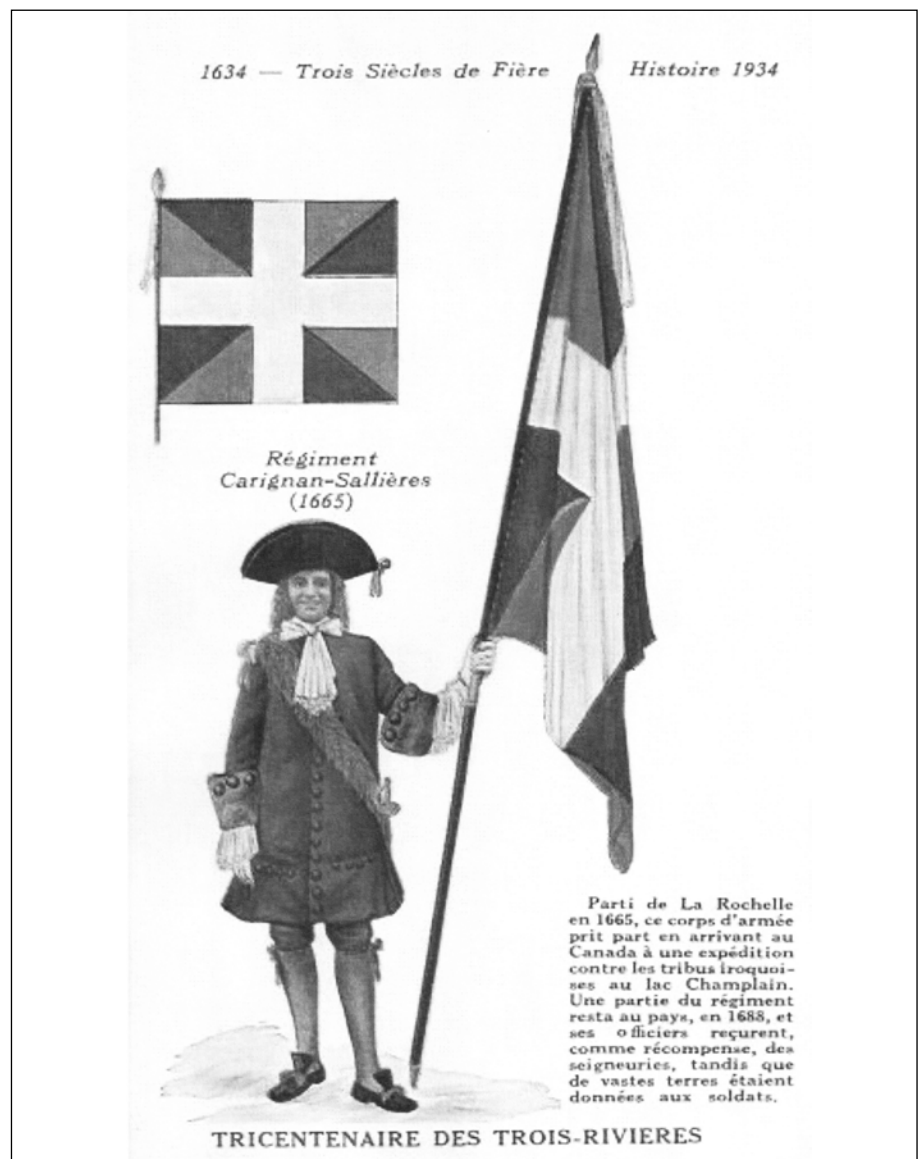 1634 — Trois Siècles de Fière Histoire 1934
Régiment
Carignan-Sallières
(1665)
Parti de La Rochelle
en 1665, ce corps d'armée
prit part en arrivant au
Canada à une expédition
contre les tribus iroquoi-
ses au lac Champlain.
Une partie du régiment
resta au pays, en 1688, et
ses officiers reçurent,
comme récompense, des
seigneuries, tandis que
de vastes terres étaient
données aux soldats.
TRICENTENAIRE DES TROIS-RIVIERES